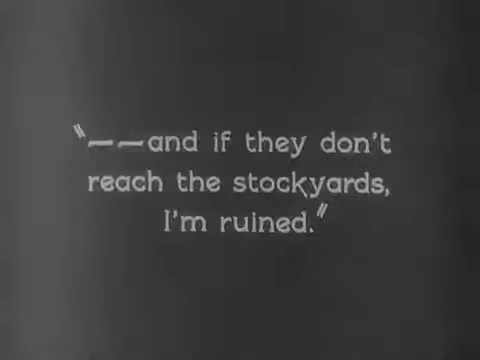 "——and if they don't
reach the stockyards,
I'm ruined."